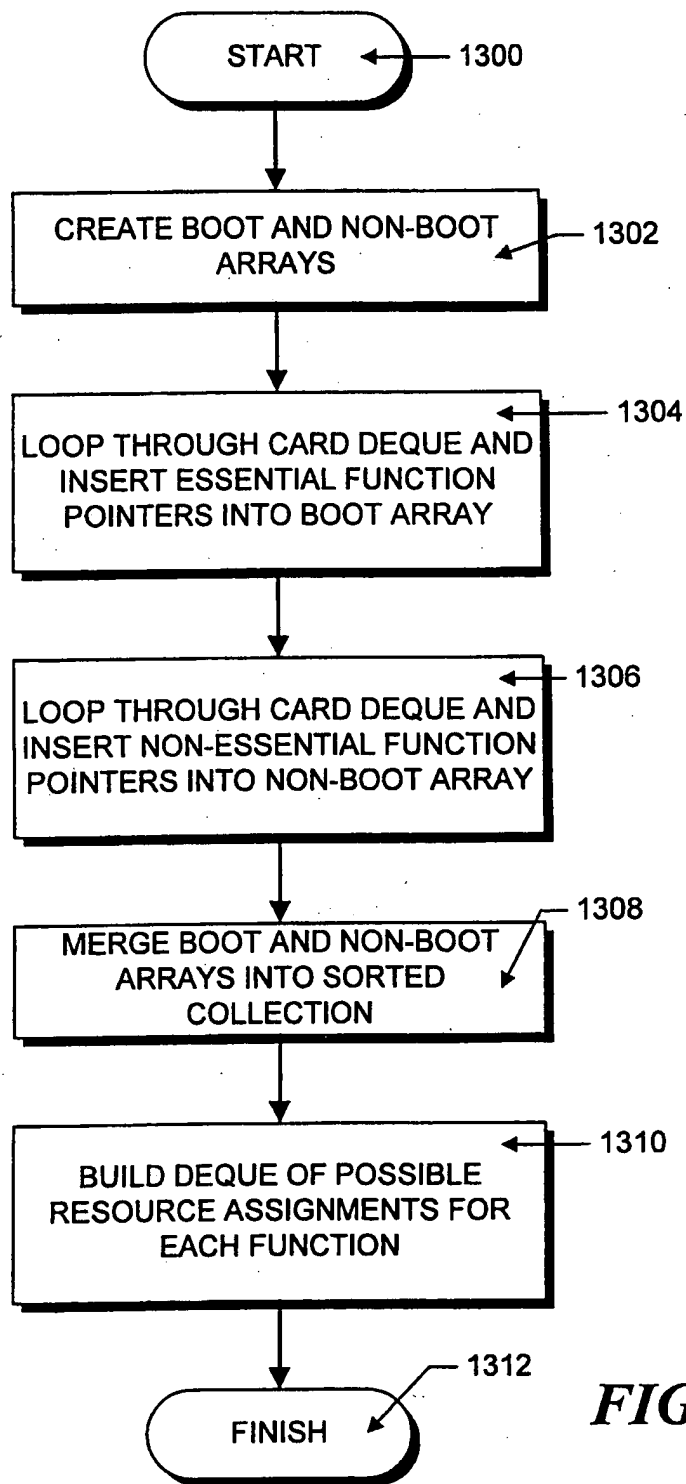 START
1300
CREATE BOOT AND NON-BOOT
ARRAYS
1302
1304
LOOP THROUGH CARD DEQUE AND
INSERT ESSENTIAL FUNCTION
POINTERS INTO BOOT ARRAY
1306
LOOP THROUGH CARD DEQUE AND
INSERT NON-ESSENTIAL FUNCTION
POINTERS INTO NON-BOOT ARRAY
1308
MERGE BOOT AND NON-BOOT
ARRAYS INTO SORTED
COLLECTION
1310
BUILD DEQUE OF POSSIBLE
RESOURCE ASSIGNMENTS FOR
EACH FUNCTION
1312
FINISH
FIG